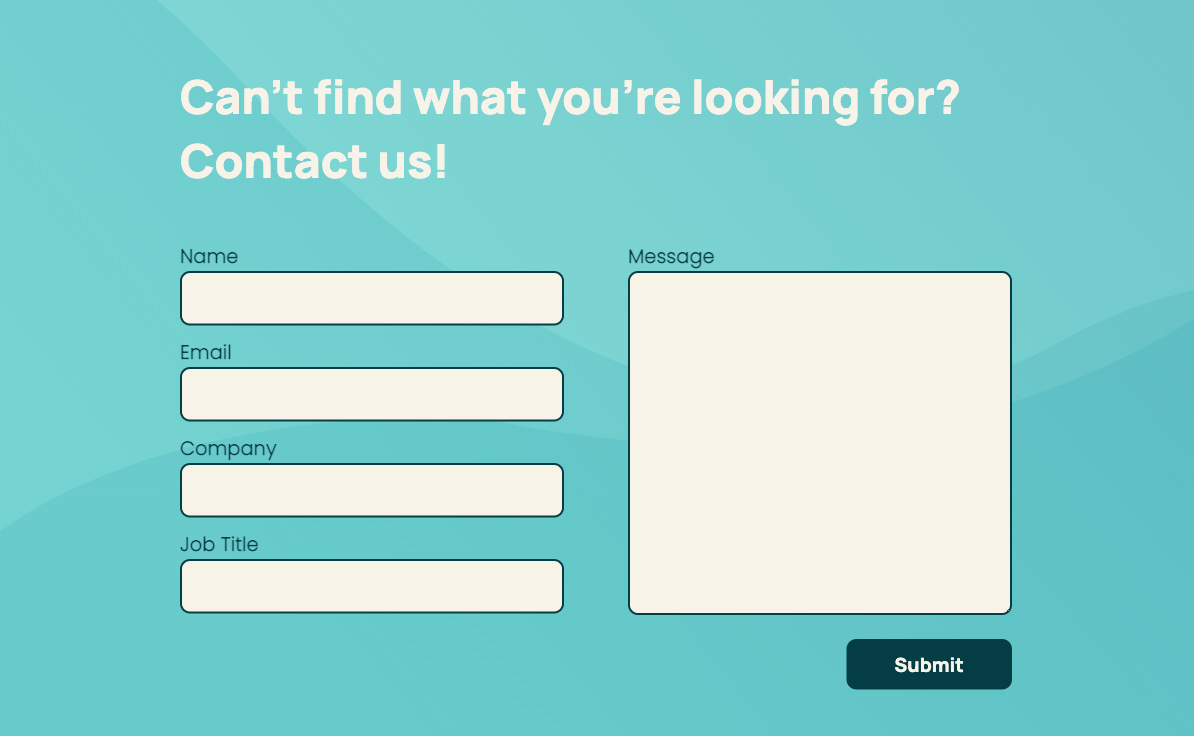 Can’t find what you’re looking for?
Contact us!
Name
Email
Company
Job Title
Message
Submit